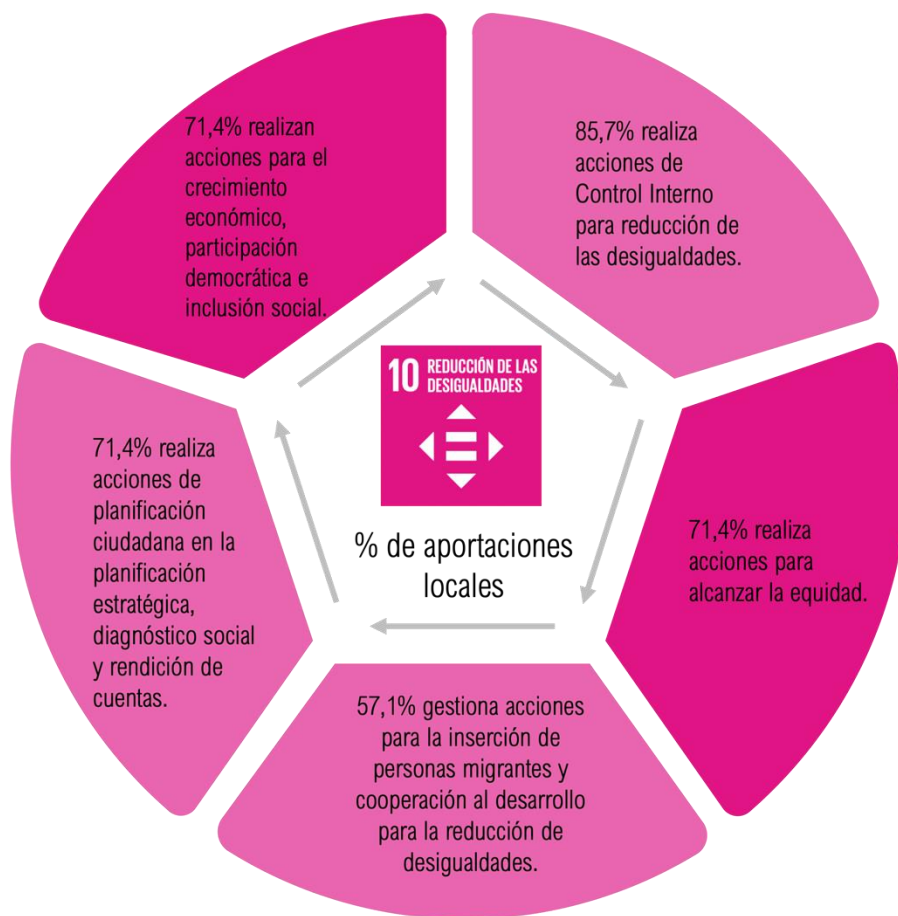 71,4% realizan
acciones para el
crecimiento
económico,
participación
democrática e
inclusión social.
85,7% realiza
acciones de
Control Interno
para reducción de
las desigualdades.
10 REDUCCIÓN DE LAS
DESIGUALDADES
% de aportaciones
locales
71,4% realiza
acciones de
planificación
ciudadana en la
planificación
estratégica,
diagnóstico social
y rendición de
cuentas.
71,4% realiza
acciones para
alcanzar la equidad.
57,1% gestiona acciones
para la inserción de
personas migrantes y
cooperación al desarrollo
para la reducción de
desigualdades.